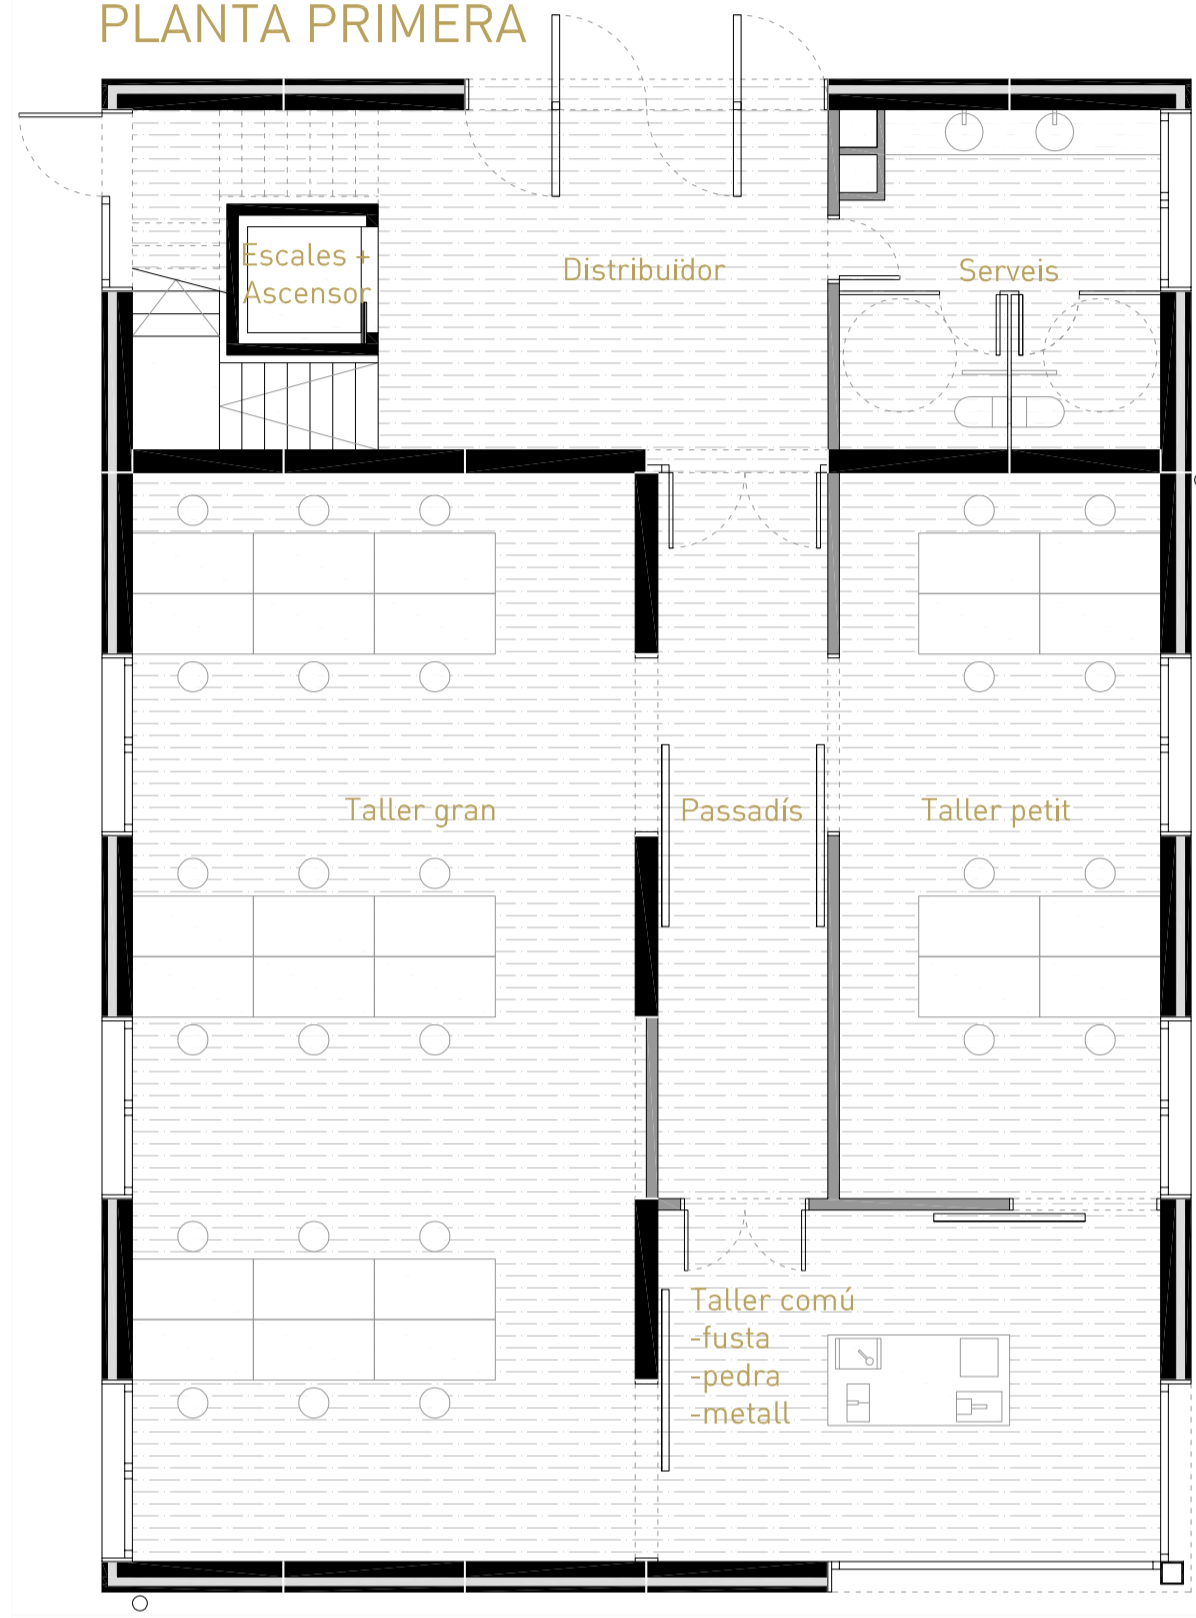 PLANTA PRIMERA
Escales +
Ascensor
Distribuïdor
Serveis
Taller gran
Passadís
Taller petit
Taller comú
-fusta
-pedra
-metall